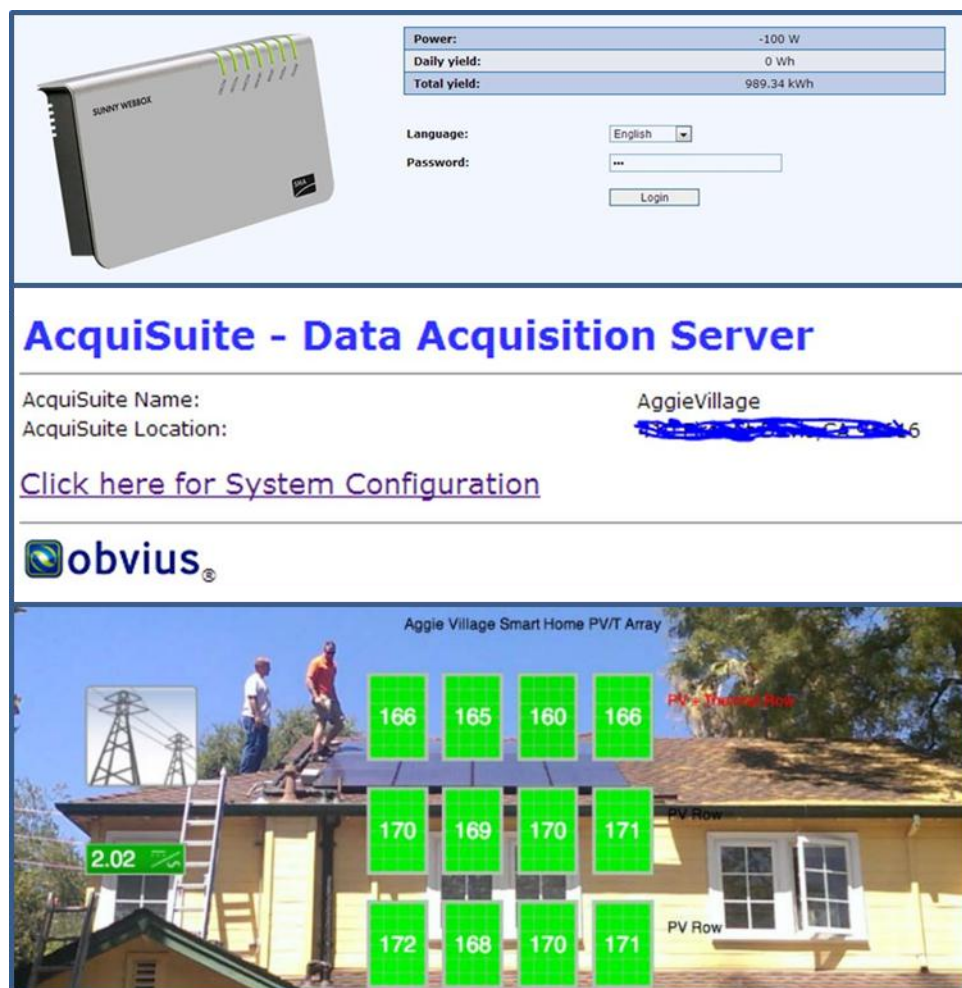 SUNNY WEBBOX
SMA
Power: -100 W
Daily yield: 0 Wh
Total yield: 989.34 kWh
Language: English
Password: •••
Login
AcquiSuite - Data Acquisition Server
AcquiSuite Name: AggieVillage
AcquiSuite Location:
Click here for System Configuration
obvius®
Aggie Village Smart Home PV/T Array
166 165 160 166 PV + Thermal Row
170 169 170 171 PV Row
2.02
172 168 170 171 PV Row